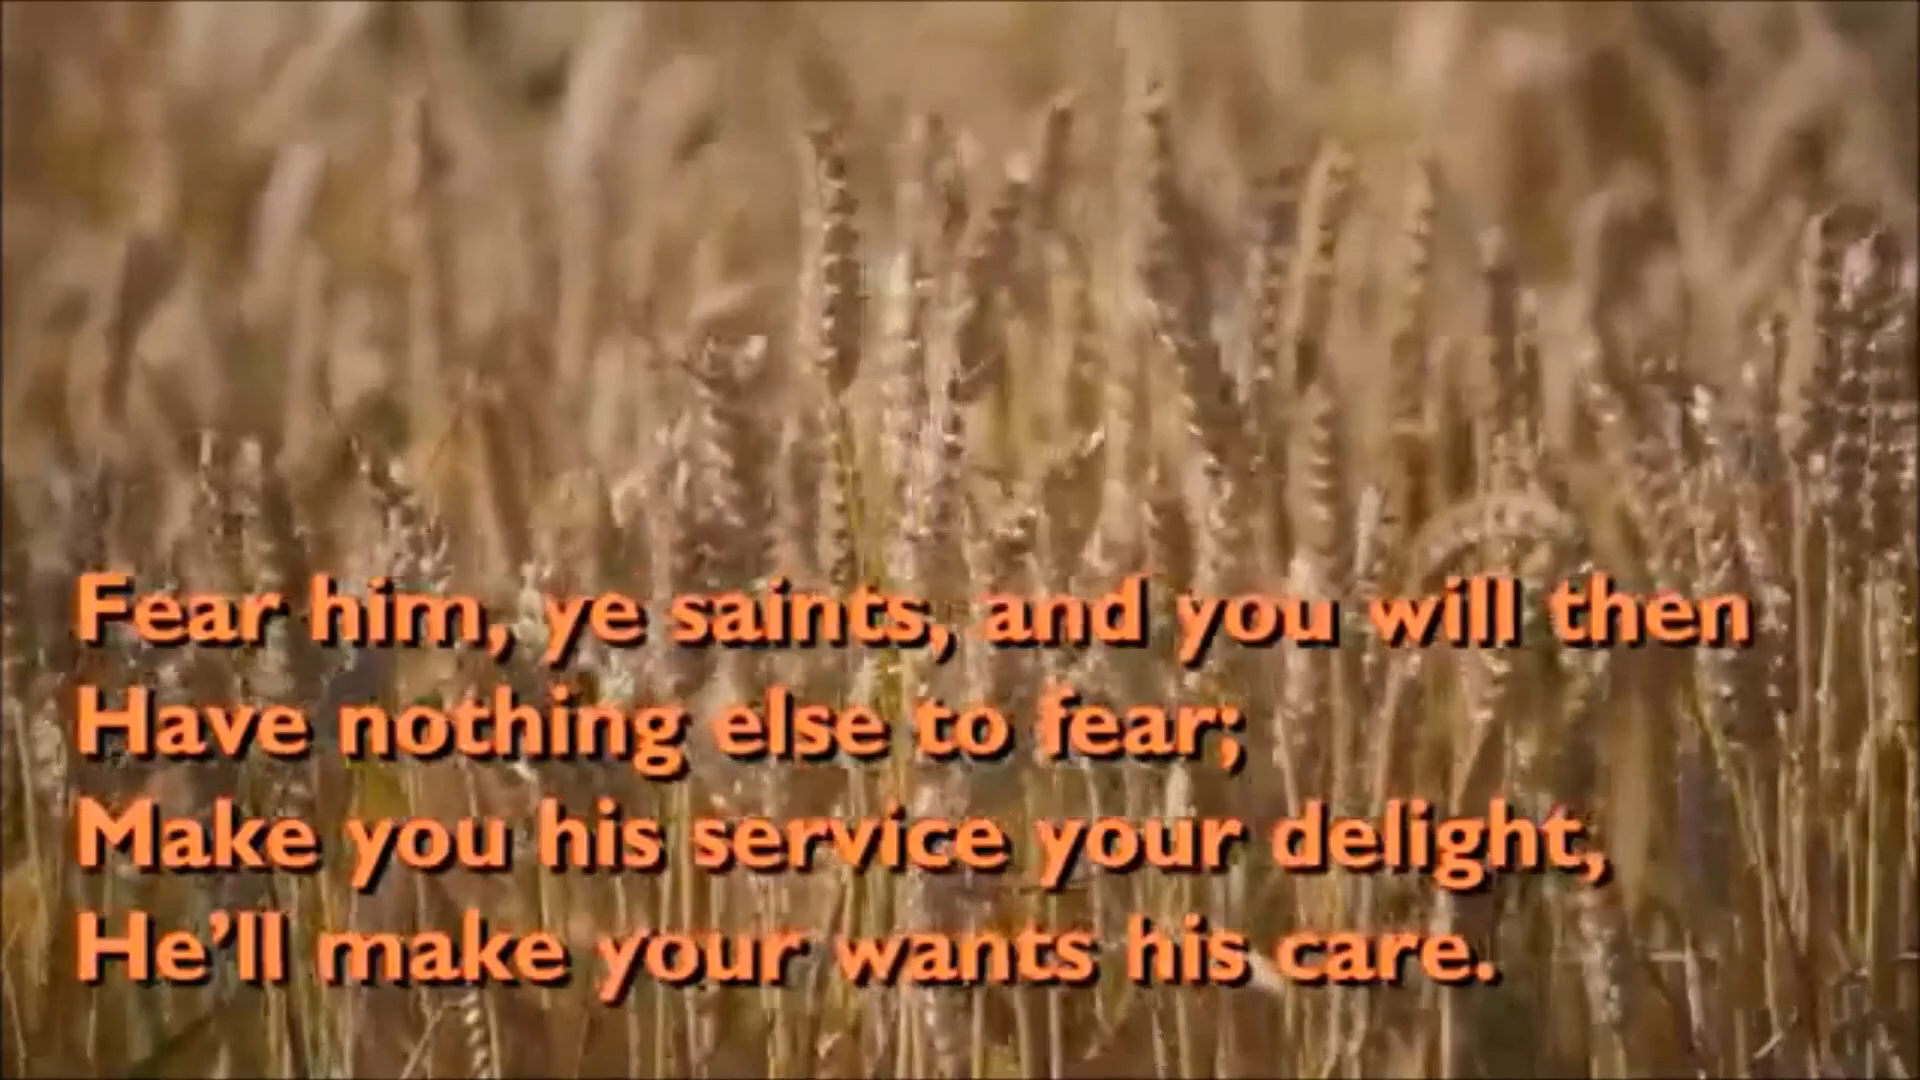 Fear him, ye saints, and you will then
Have nothing else to fear;
Make you his service your delight,
He’ll make your wants his care.